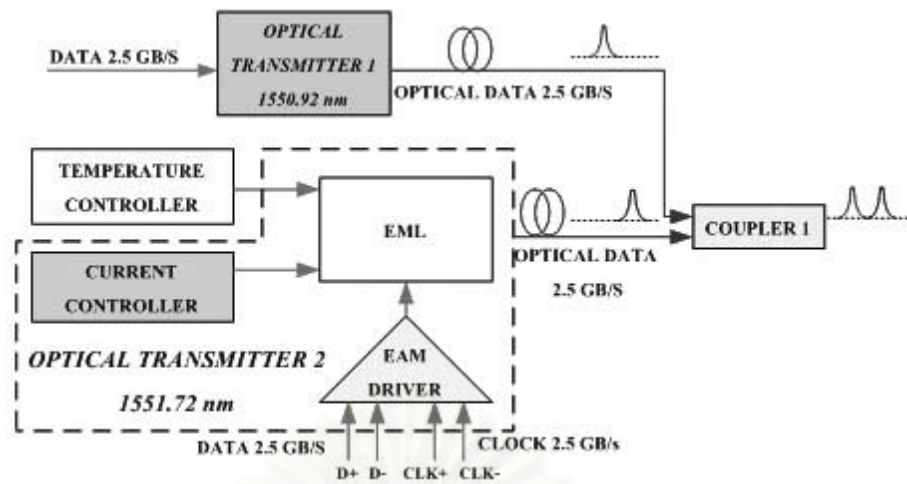 OPTICAL
TRANSMITTER 1
1550.92 nm
DATA 2.5 GB/S
OPTICAL DATA 2.5 GB/S
TEMPERATURE
CONTROLLER
EML
COUPLER 1
OPTICAL DATA
2.5 GB/S
CURRENT
CONTROLLER
OPTICAL TRANSMITTER 2
1551.72 nm
EAM
DRIVER
DATA 2.5 GB/S
CLOCK 2.5 GB/s
D+ D- CLK+ CLK-